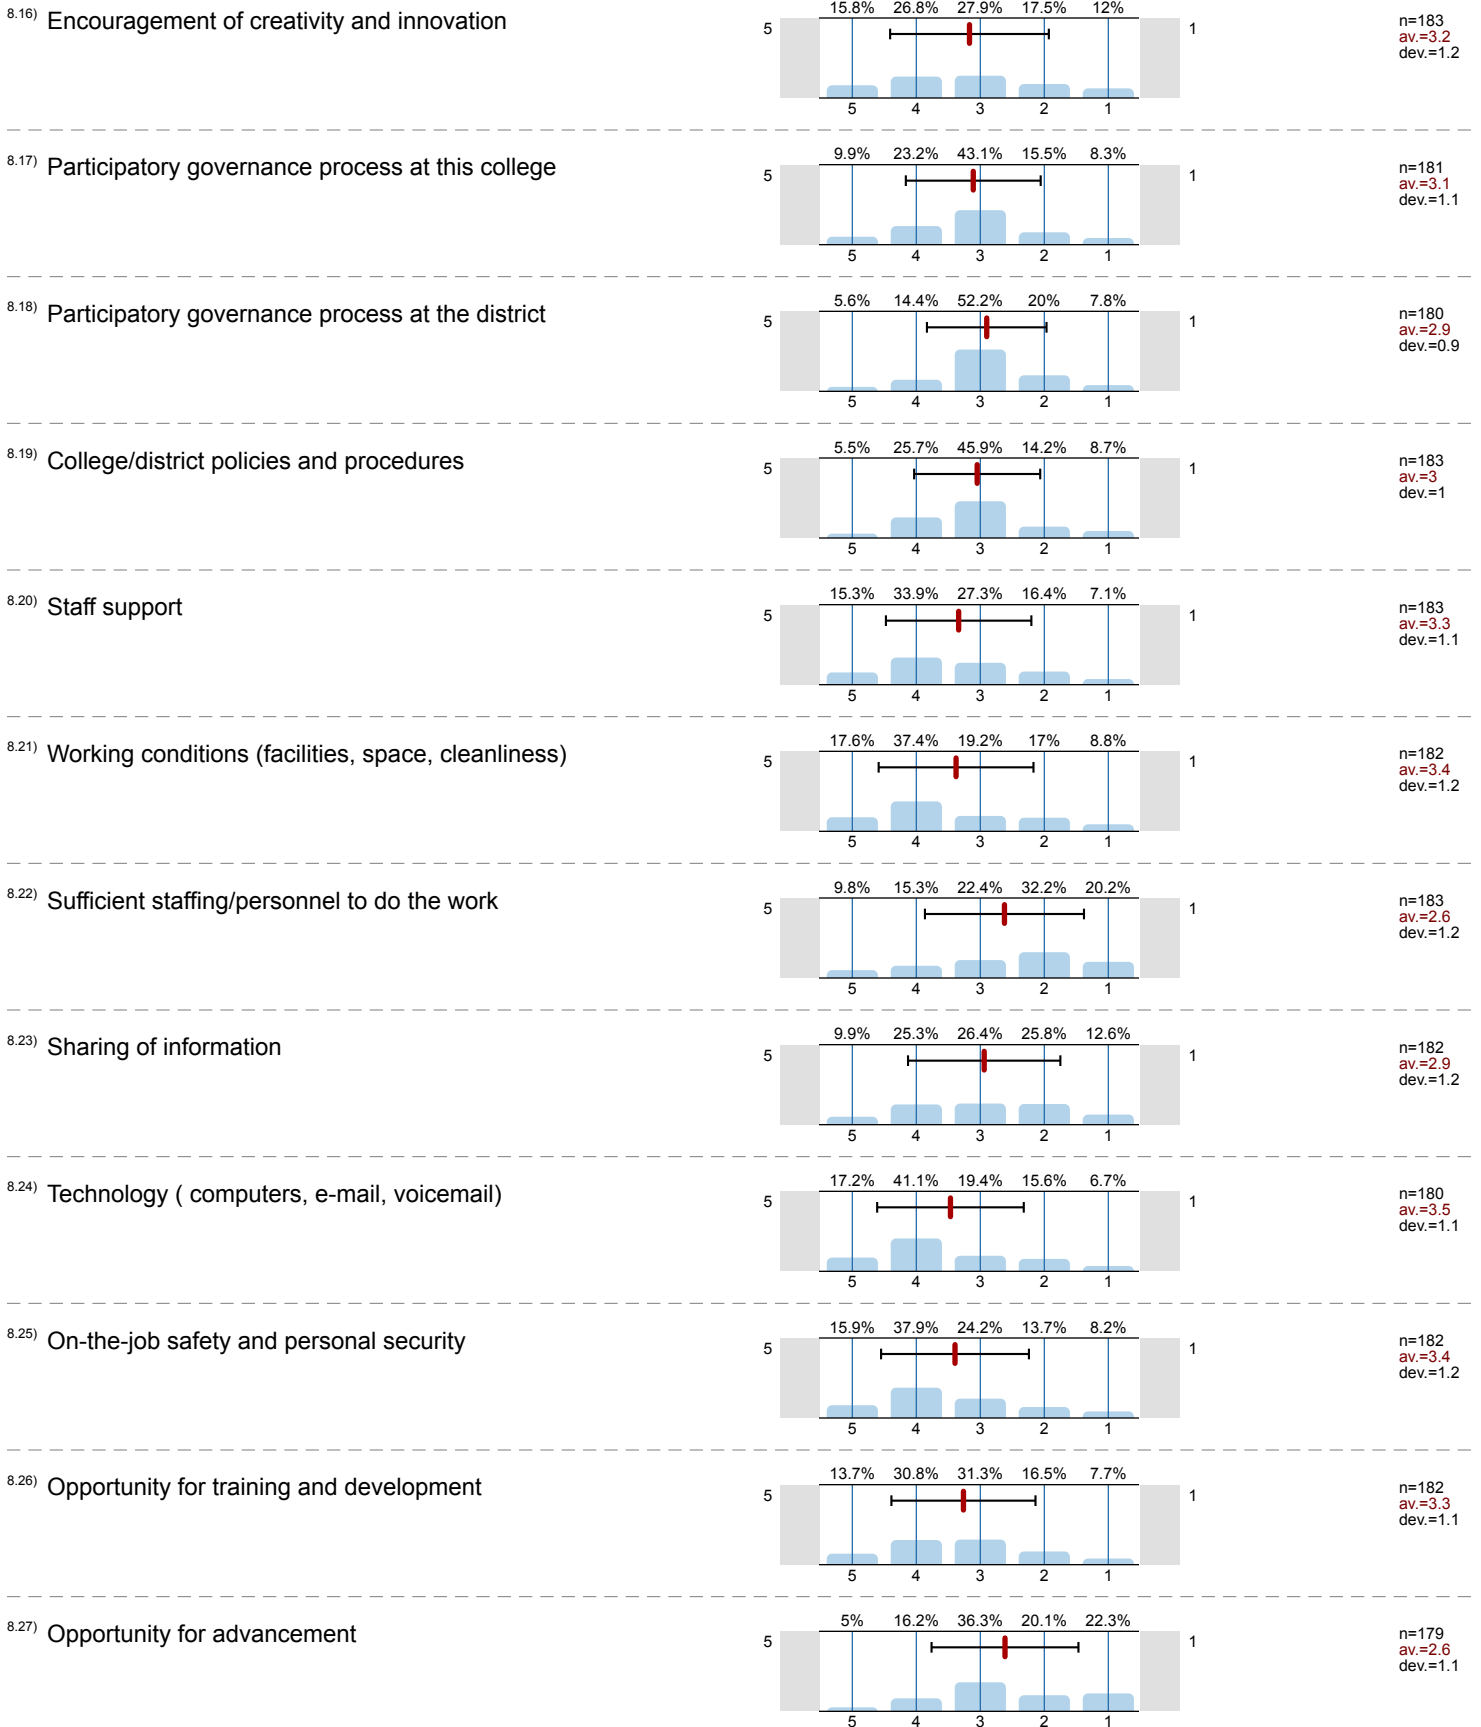 8.16) Encouragement of creativity and innovation
15.8% 26.8% 27.9% 17.5% 12%
5 1
5 4 3 2 1
n=183
av.=3.2
dev.=1.2
8.17) Participatory governance process at this college
9.9% 23.2% 43.1% 15.5% 8.3%
5 1
5 4 3 2 1
n=181
av.=3.1
dev.=1.1
8.18) Participatory governance process at the district
5.6% 14.4% 52.2% 20% 7.8%
5 1
5 4 3 2 1
n=180
av.=2.9
dev.=0.9
8.19) College/district policies and procedures
5.5% 25.7% 45.9% 14.2% 8.7%
5 1
5 4 3 2 1
n=183
av.=3
dev.=1
8.20) Staff support
15.3% 33.9% 27.3% 16.4% 7.1%
5 1
5 4 3 2 1
n=183
av.=3.3
dev.=1.1
8.21) Working conditions (facilities, space, cleanliness)
17.6% 37.4% 19.2% 17% 8.8%
5 1
5 4 3 2 1
n=182
av.=3.4
dev.=1.2
8.22) Sufficient staffing/personnel to do the work
9.8% 15.3% 22.4% 32.2% 20.2%
5 1
5 4 3 2 1
n=183
av.=2.6
dev.=1.2
8.23) Sharing of information
9.9% 25.3% 26.4% 25.8% 12.6%
5 1
5 4 3 2 1
n=182
av.=2.9
dev.=1.2
8.24) Technology ( computers, e-mail, voicemail)
17.2% 41.1% 19.4% 15.6% 6.7%
5 1
5 4 3 2 1
n=180
av.=3.5
dev.=1.1
8.25) On-the-job safety and personal security
15.9% 37.9% 24.2% 13.7% 8.2%
5 1
5 4 3 2 1
n=182
av.=3.4
dev.=1.2
8.26) Opportunity for training and development
13.7% 30.8% 31.3% 16.5% 7.7%
5 1
5 4 3 2 1
n=182
av.=3.3
dev.=1.1
8.27) Opportunity for advancement
5% 16.2% 36.3% 20.1% 22.3%
5 1
5 4 3 2 1
n=179
av.=2.6
dev.=1.1